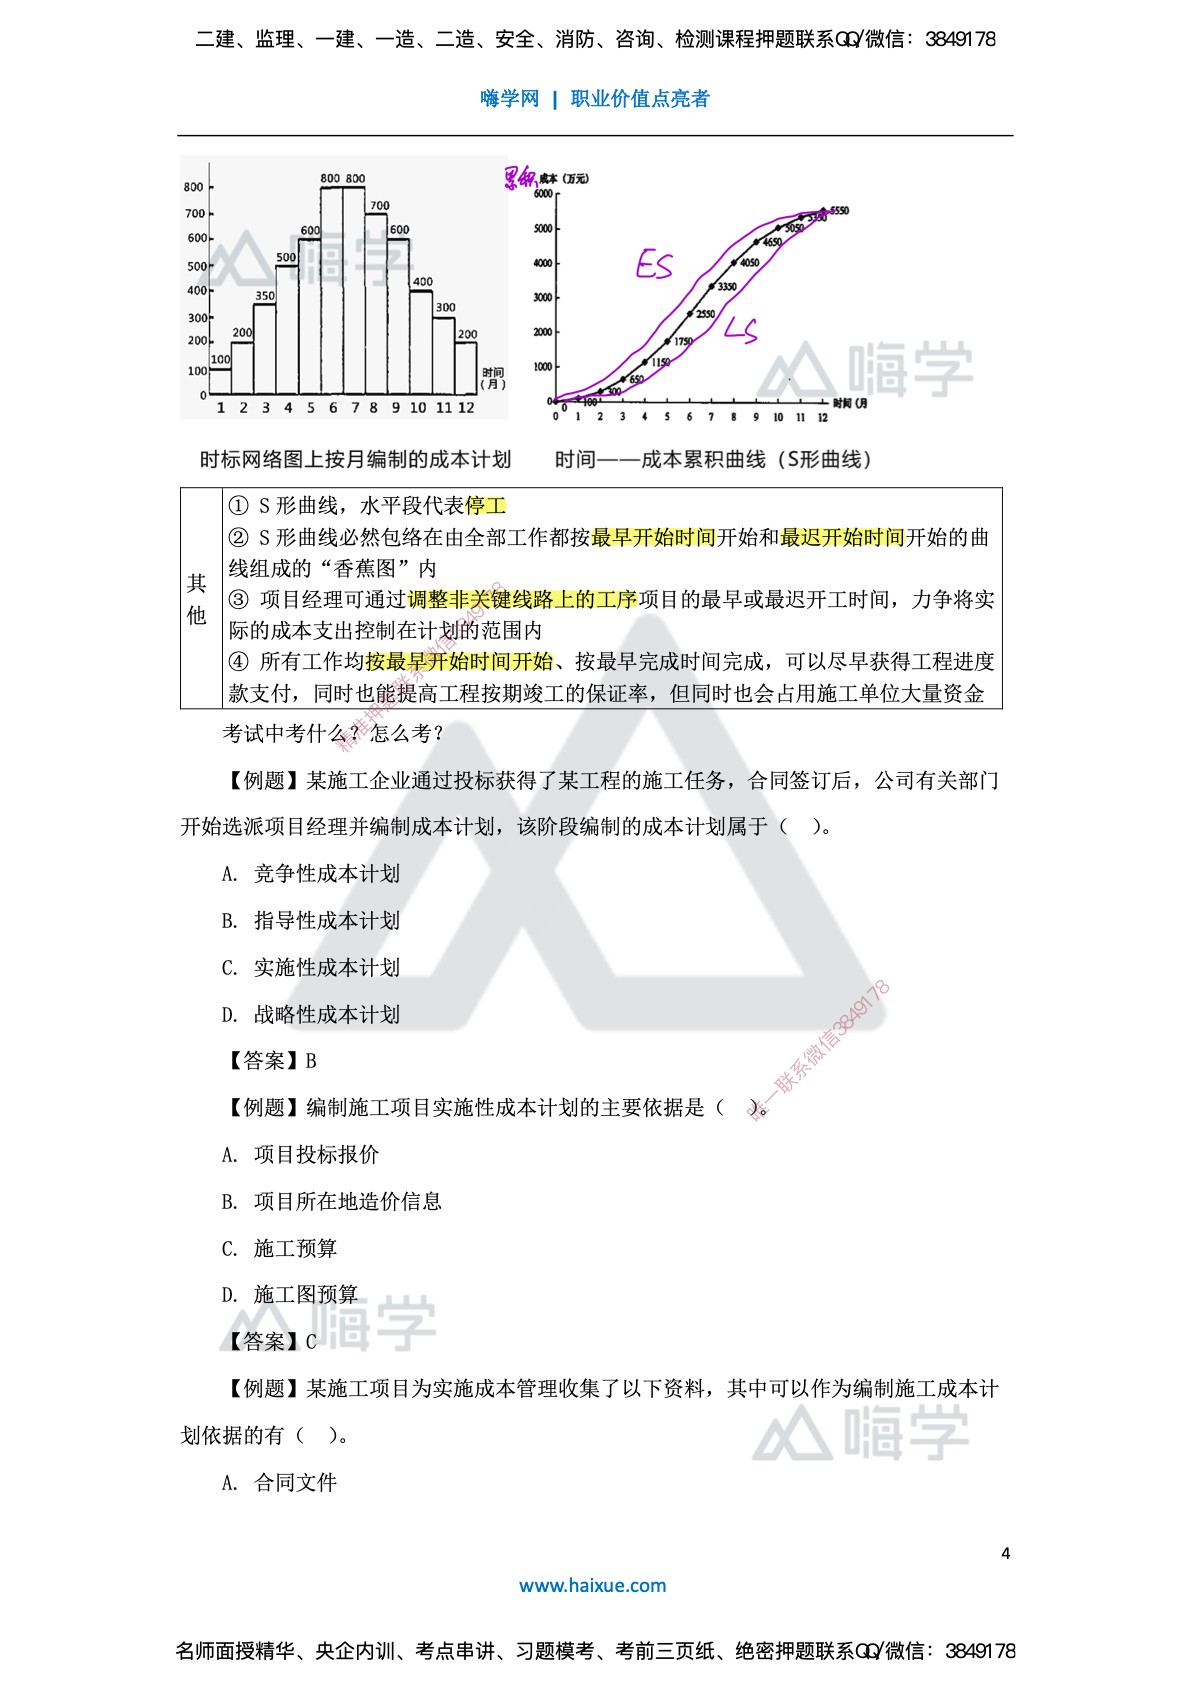 二建、监理、一建、一造、二造、安全、消防、咨询、检测课程押题联系QQ/微信：3849178
嗨学网 | 职业价值点亮者
800
700
600
500
400
300
200
100
0
100
200
350
500
600
800 800
700
600
400
300
200
时间
（月）
1 2 3 4 5 6 7 8 9 10 11 12
累积
成本（万元）
6000
5000
4000
3000
2000
1000
0
0 100 300 650 1150 1750 2550 3350 4050 4650 5050 5350 5550
ES
LS
0 1 2 3 4 5 6 7 8 9 10 11 12
时间（月
嗨学
嗨学
时标网络图上按月编制的成本计划 时间——成本累积曲线（S形曲线）
其他
① S 形曲线，水平段代表停工
② S 形曲线必然包络在由全部工作都按最早开始时间开始和最迟开始时间开始的曲
线组成的“香蕉图”内
③ 项目经理可通过调整非关键线路上的工序项目的最早或最迟开工时间，力争将实
际的成本支出控制在计划的范围内
④ 所有工作均按最早开始时间开始、按最早完成时间完成，可以尽早获得工程进度
款支付，同时也能提高工程按期竣工的保证率，但同时也会占用施工单位大量资金
精准押题联系微信3849178
考试中考什么？怎么考？
【例题】某施工企业通过投标获得了某工程的施工任务，合同签订后，公司有关部门
开始选派项目经理并编制成本计划，该阶段编制的成本计划属于（ ）。
A. 竞争性成本计划
B. 指导性成本计划
C. 实施性成本计划
D. 战略性成本计划
【答案】B
唯一联系微信3849178
【例题】编制施工项目实施性成本计划的主要依据是（ ）。
A. 项目投标报价
B. 项目所在地造价信息
C. 施工预算
D. 施工图预算
嗨学
【答案】C
【例题】某施工项目为实施成本管理收集了以下资料，其中可以作为编制施工成本计
划依据的有（ ）。
嗨学
A. 合同文件
4
www.haixue.com
名师面授精华、央企内训、考点串讲、习题模考、考前三页纸、绝密押题联系QQ/微信：3849178